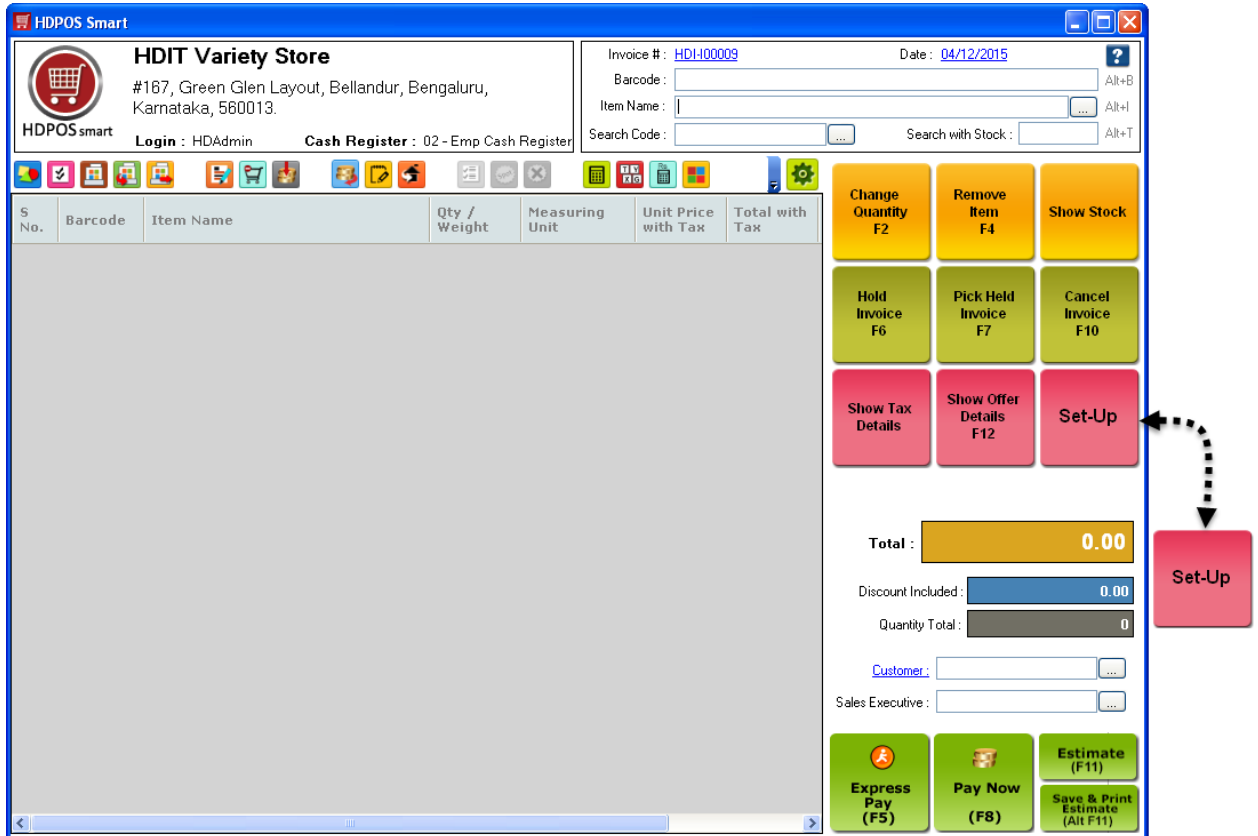 HDPOS Smart
HDIT Variety Store
#167, Green Glen Layout, Bellandur, Bengaluru,
Karnataka, 560013.
HDPOS smart
Login : HDAdmin Cash Register : 02 - Emp Cash Register
Invoice # : HDI-I00009 Date : 04/12/2015 ?
Barcode : Alt+B
Item Name : ... Alt+I
Search Code : ... Search with Stock : Alt+T
S No.
Barcode
Item Name
Qty /
Weight
Measuring
Unit
Unit Price
with Tax
Total with
Tax
Change
Quantity
F2
Remove
Item
F4
Show Stock
Hold
Invoice
F6
Pick Held
Invoice
F7
Cancel
Invoice
F10
Show Tax
Details
Show Offer
Details
F12
Set-Up
Set-Up
Total : 0.00
Discount Included : 0.00
Quantity Total : 0
Customer : ...
Sales Executive : ...
Express
Pay
(F5)
Pay Now
(F8)
Estimate
(F11)
Save & Print
Estimate
(Alt F11)